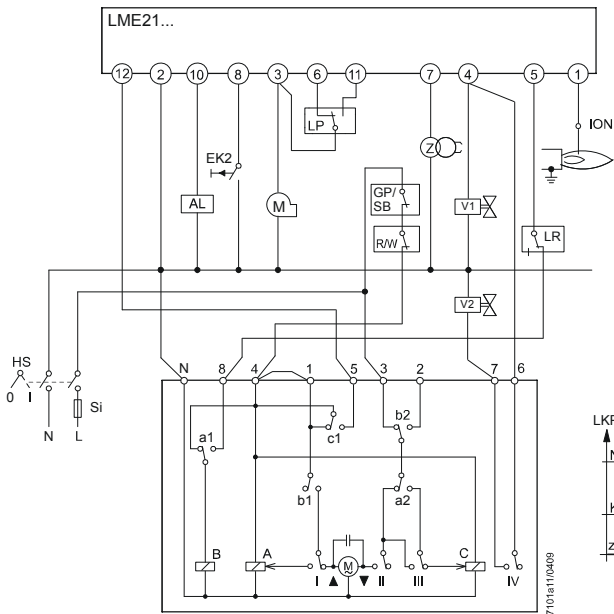 LME21...
12 2 10 8 3 6 11 7 4 5 1
LP
ION
EK2
Z
GP/
SB
AL
M
V1
R/W
LR
V2
HS
0 I
Si
N L
N 8 4 1 5 3 2 7 6
LKP
N
a1
c1
b2
b1
a2
K
B A I M II III C IV
z
7101a11/0409